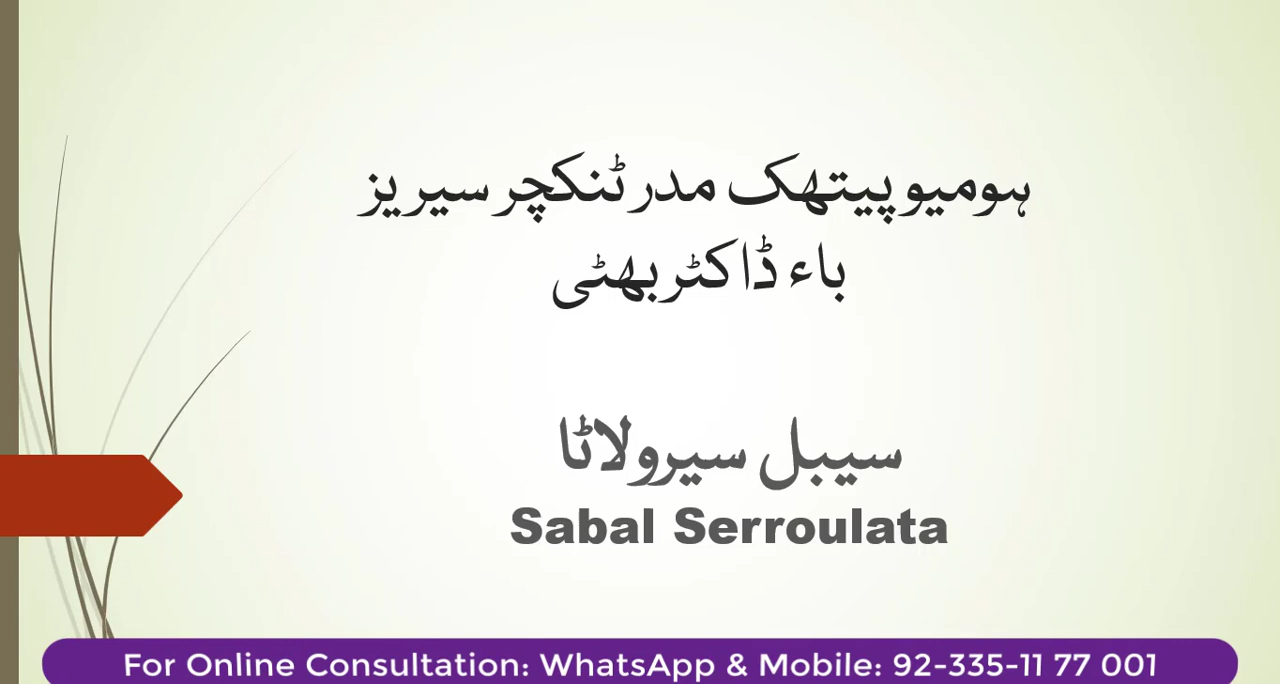 ہومیوپیتھک مدر ٹنکچر سیریز
باء ڈاکٹر بھٹی
سیبل سیرولاٹا
Sabal Serroulata
For Online Consultation: WhatsApp & Mobile: 92-335-11 77 001